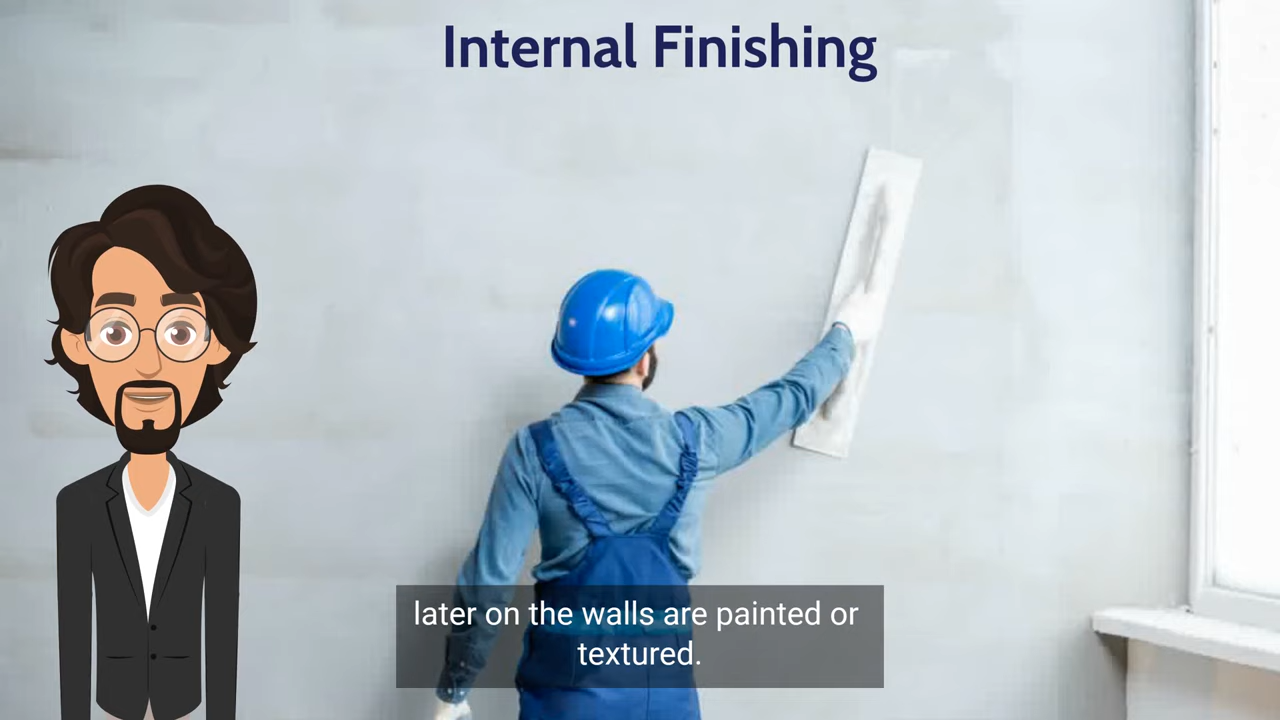 Internal Finishing
later on the walls are painted or
textured.